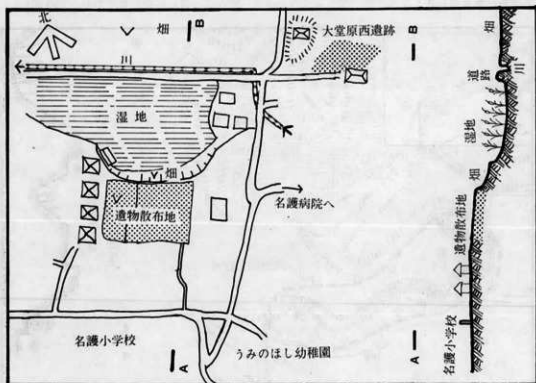 北
畑
川
B
大堂原西遺跡
B
湿地
畑
遺物散布地
名護病院へ
名護小学校
うみのほし幼稚園
A
A
畑
川
道路
湿地
畑
遺物散布地
名護小学校